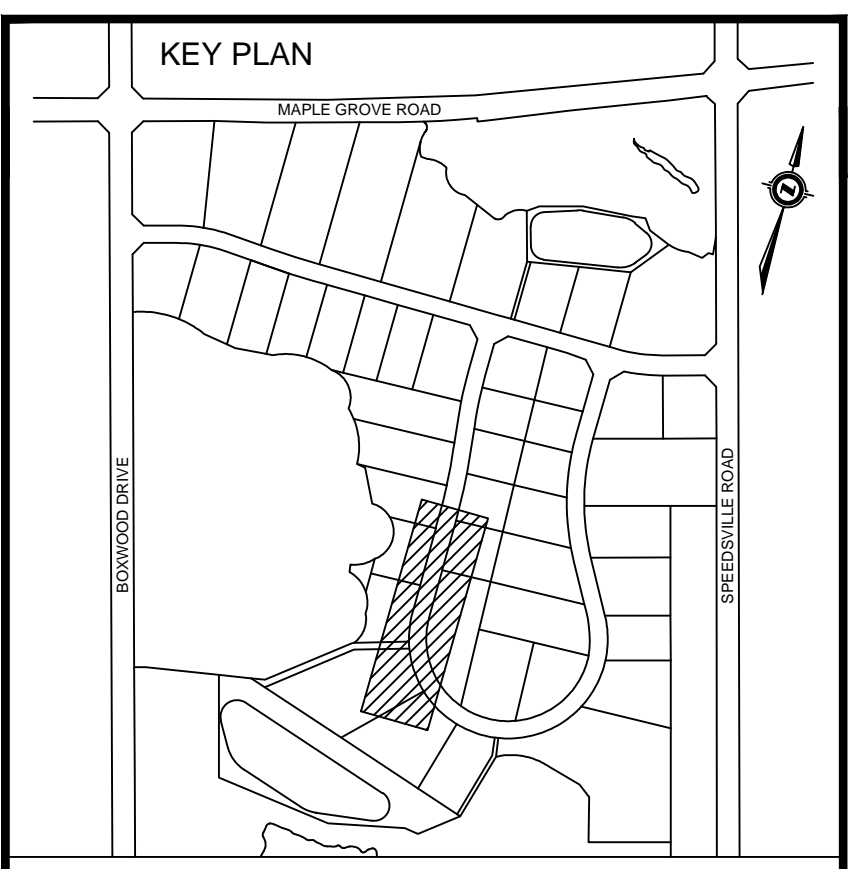 KEY PLAN
MAPLE GROVE ROAD
Z
BOXWOOD DRIVE
SPEEDSVILLE ROAD